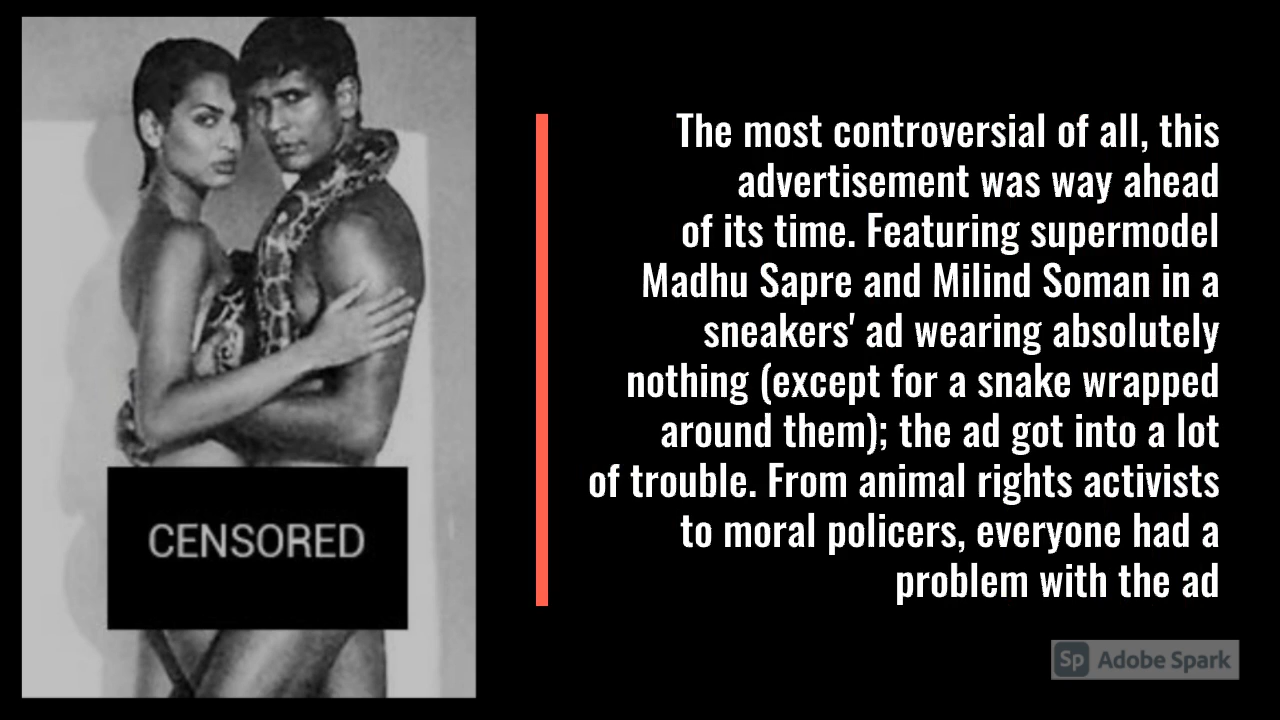 CENSORED
The most controversial of all, this
advertisement was way ahead
of its time. Featuring supermodel
Madhu Sapre and Milind Soman in a
sneakers' ad wearing absolutely
nothing (except for a snake wrapped
around them); the ad got into a lot
of trouble. From animal rights activists
to moral policers, everyone had a
problem with the ad
Sp Adobe Spark